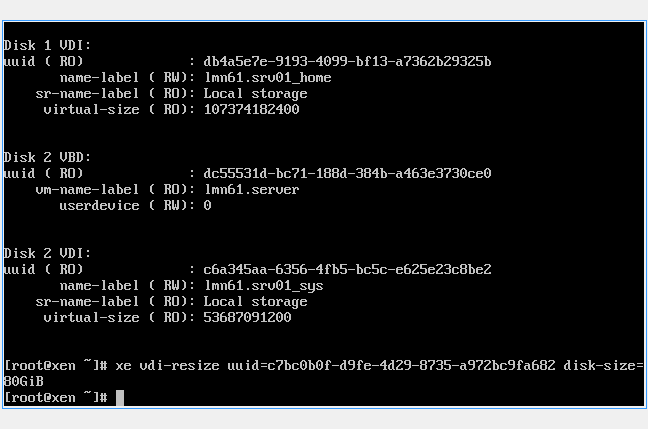 Disk 1 VDI:
uuid ( RO)             : db4a5e7e-9193-4099-bf13-a7362b29325b
       name-label ( RW): lmn61.srv01_home
    sr-name-label ( RO): Local storage
     virtual-size ( RO): 107374182400
Disk 2 VBD:
uuid ( RO)             : dc55531d-bc71-188d-384b-a463e3730ce0
    vm-name-label ( RO): lmn61.server
       userdevice ( RW): 0
Disk 2 VDI:
uuid ( RO)             : c6a345aa-6356-4fb5-bc5c-e625e23c8be2
       name-label ( RW): lmn61.srv01_sys
    sr-name-label ( RO): Local storage
     virtual-size ( RO): 53687091200
[root@xen ~]# xe vdi-resize uuid=c7bc0b0f-d9fe-4d29-8735-a972bc9fa682 disk-size=
80GiB
[root@xen ~]#